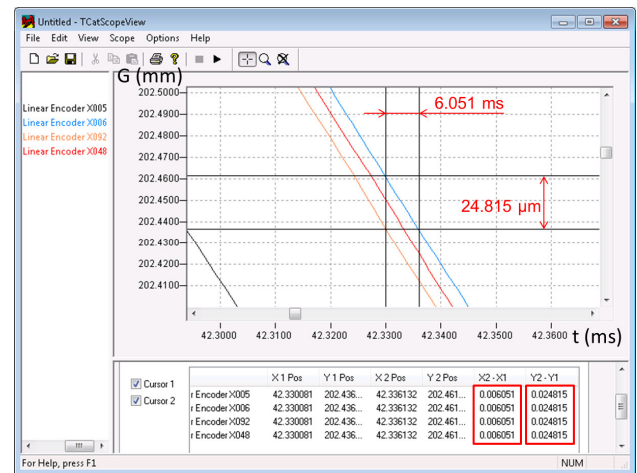 Untitled - TCatScopeView
File Edit View Scope Options Help
G (mm)
Linear Encoder X005
Linear Encoder X006
Linear Encoder X092
Linear Encoder X048
202.5000
202.4900
202.4800
202.4700
202.4600
202.4500
202.4400
202.4300
202.4200
202.4100
6.051 ms
24.815 µm
42.3000 42.3100 42.3200 42.3300 42.3400 42.3500 42.3600 t (ms)
Cursor 1
Cursor 2
X 1 Pos Y 1 Pos X 2 Pos Y 2 Pos X2 - X1 Y2 - Y1
r Encoder X005 42.330081 202.436... 42.336132 202.461... 0.006051 0.024815
r Encoder X006 42.330081 202.436... 42.336132 202.461... 0.006051 0.024815
r Encoder X092 42.330081 202.436... 42.336132 202.461... 0.006051 0.024815
r Encoder X048 42.330081 202.436... 42.336132 202.461... 0.006051 0.024815
For Help, press F1
NUM